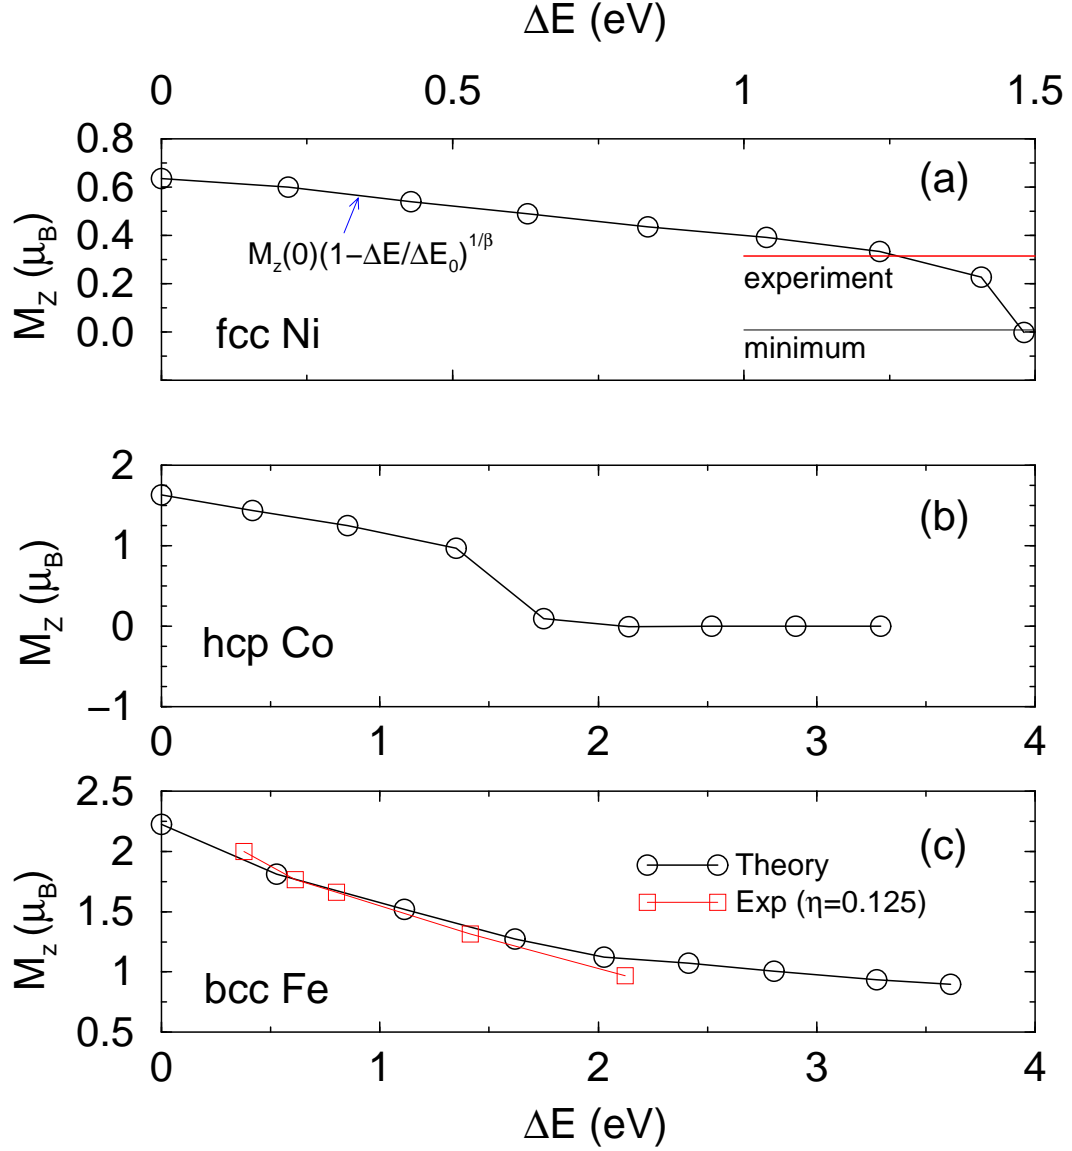 ΔE (eV)
0 0.5 1 1.5
0.8
0.6
0.4
0.2
0.0
M_Z (μ_B)
(a)
M_z(0)(1−ΔE/ΔE_0)^{1/β}
experiment
minimum
fcc Ni
2
1
0
−1
M_Z (μ_B)
(b)
hcp Co
0 1 2 3 4
2.5
2
1.5
1
0.5
M_z (μ_B)
(c)
Theory
Exp (η=0.125)
bcc Fe
0 1 2 3 4
ΔE (eV)